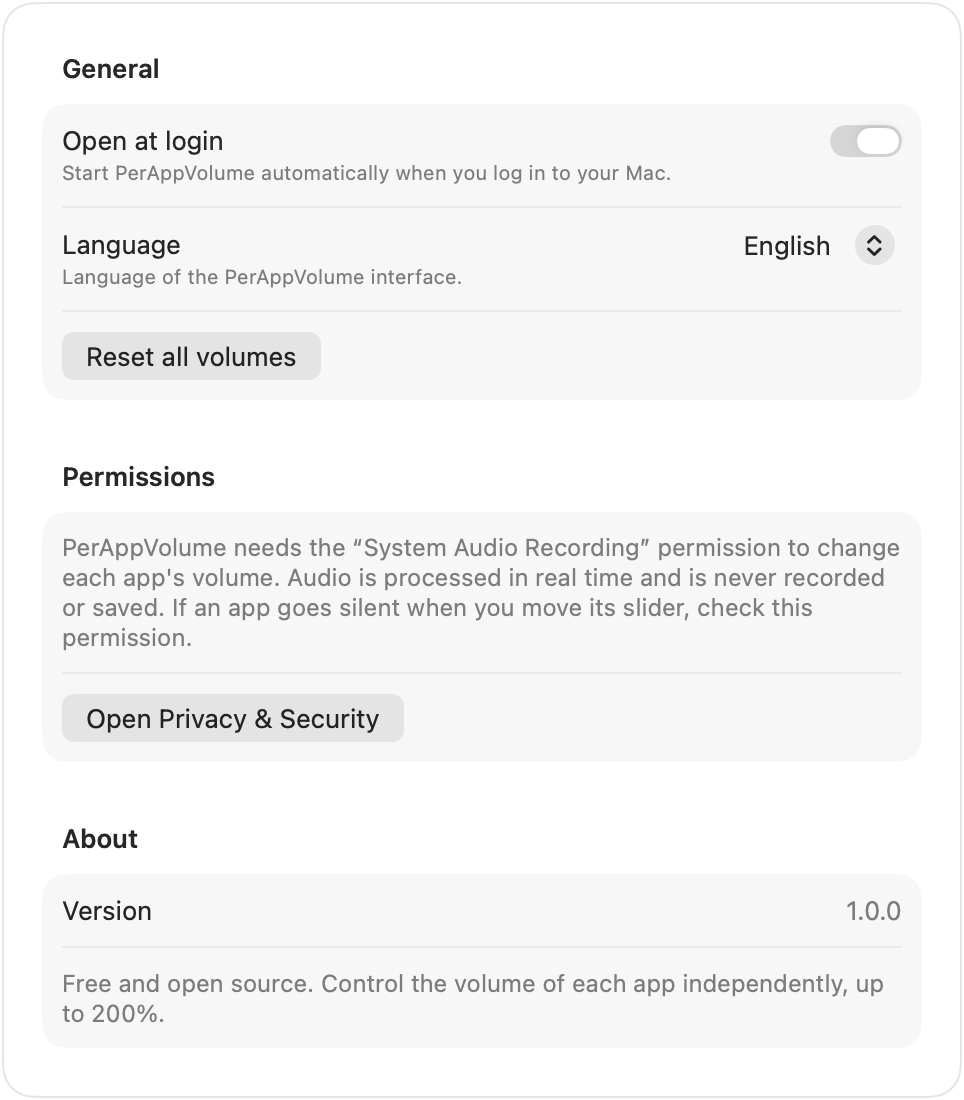 General
Open at login
Start PerAppVolume automatically when you log in to your Mac.
Language
English
Language of the PerAppVolume interface.
Reset all volumes
Permissions
PerAppVolume needs the “System Audio Recording” permission to change
each app's volume. Audio is processed in real time and is never recorded
or saved. If an app goes silent when you move its slider, check this
permission.
Open Privacy & Security
About
Version
1.0.0
Free and open source. Control the volume of each app independently, up
to 200%.